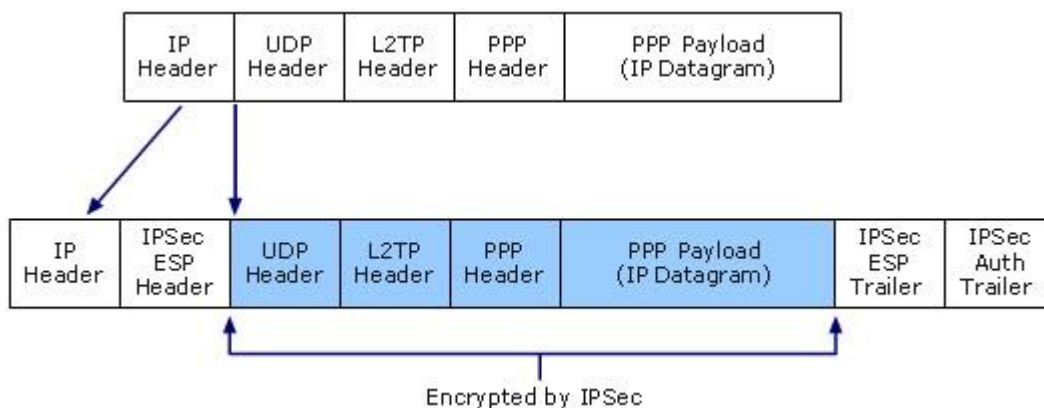 IP
Header
UDP
Header
L2TP
Header
PPP
Header
PPP Payload
(IP Datagram)
IP
Header
IPSec
ESP
Header
UDP
Header
L2TP
Header
PPP
Header
PPP Payload
(IP Datagram)
IPSec
ESP
Trailer
IPSec
Auth
Trailer
Encrypted by IPSec